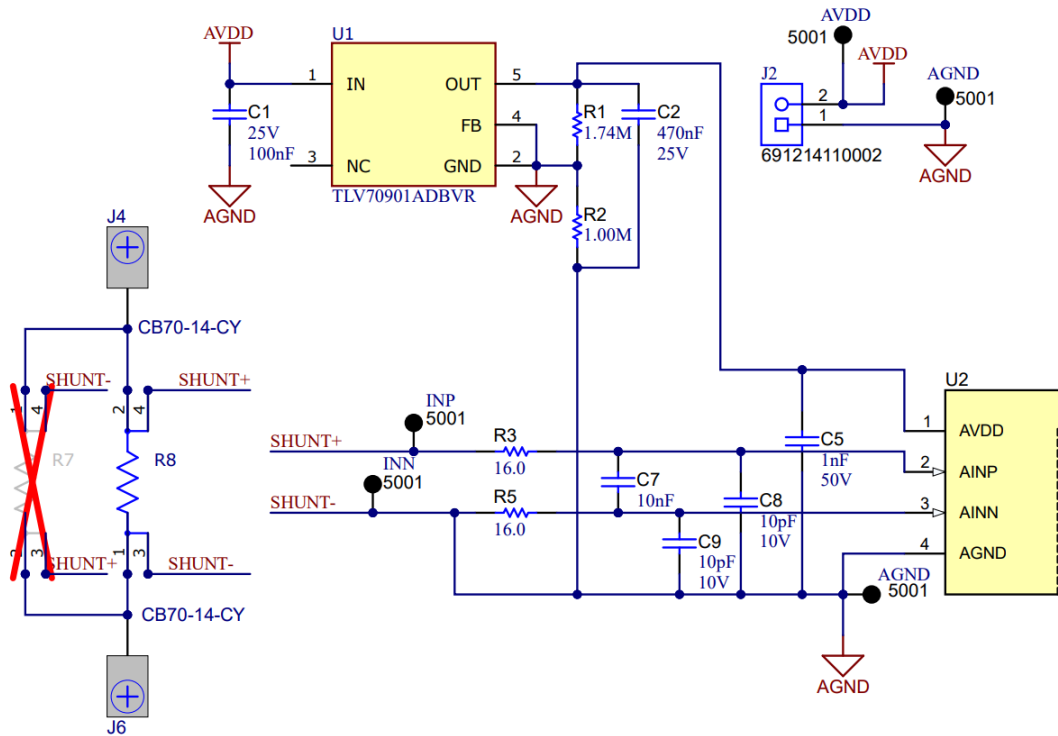 AVDD
U1
1
IN
OUT
5
C1
25V
100nF
FB
4
3
NC
GND
2
TLV70901ADBVR
AGND
AGND
R1
1.74M
C2
470nF
25V
R2
1.00M
AVDD
5001
AVDD
J2
2
1
691214110002
AGND
5001
AGND
J4
CB70-14-CY
SHUNT-
SHUNT+
1
4
2
4
R7
R8
2
3
1
3
SHUNT+
SHUNT-
CB70-14-CY
J6
INP
5001
SHUNT+
R3
16.0
INN
5001
SHUNT-
R5
16.0
C7
10nF
C8
10pF
10V
C9
10pF
10V
C5
1nF
50V
U2
1
AVDD
2
AINP
3
AINN
4
AGND
AGND
5001
AGND